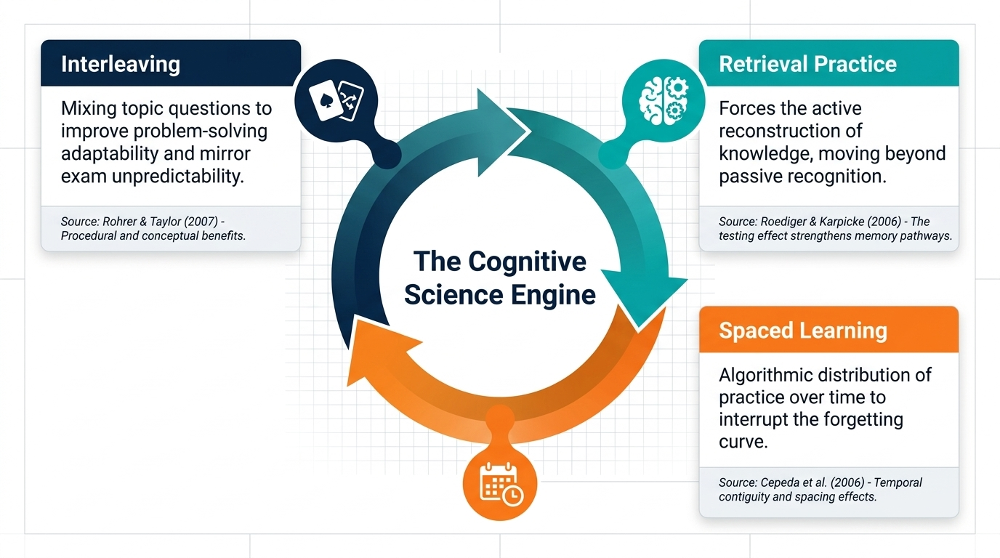 Interleaving
Mixing topic questions to
improve problem-solving
adaptability and mirror
exam unpredictability.
Source: Rohrer & Taylor (2007) -
Procedural and conceptual benefits.
Retrieval Practice
Forces the active
reconstruction of
knowledge, moving beyond
passive recognition.
Source: Roediger & Karpicke (2006) - The
testing effect strengthens memory pathways.
The Cognitive
Science Engine
Spaced Learning
Algorithmic distribution of
practice over time to
interrupt the forgetting
curve.
Source: Cepeda et al. (2006) - Temporal
contiguity and spacing effects.